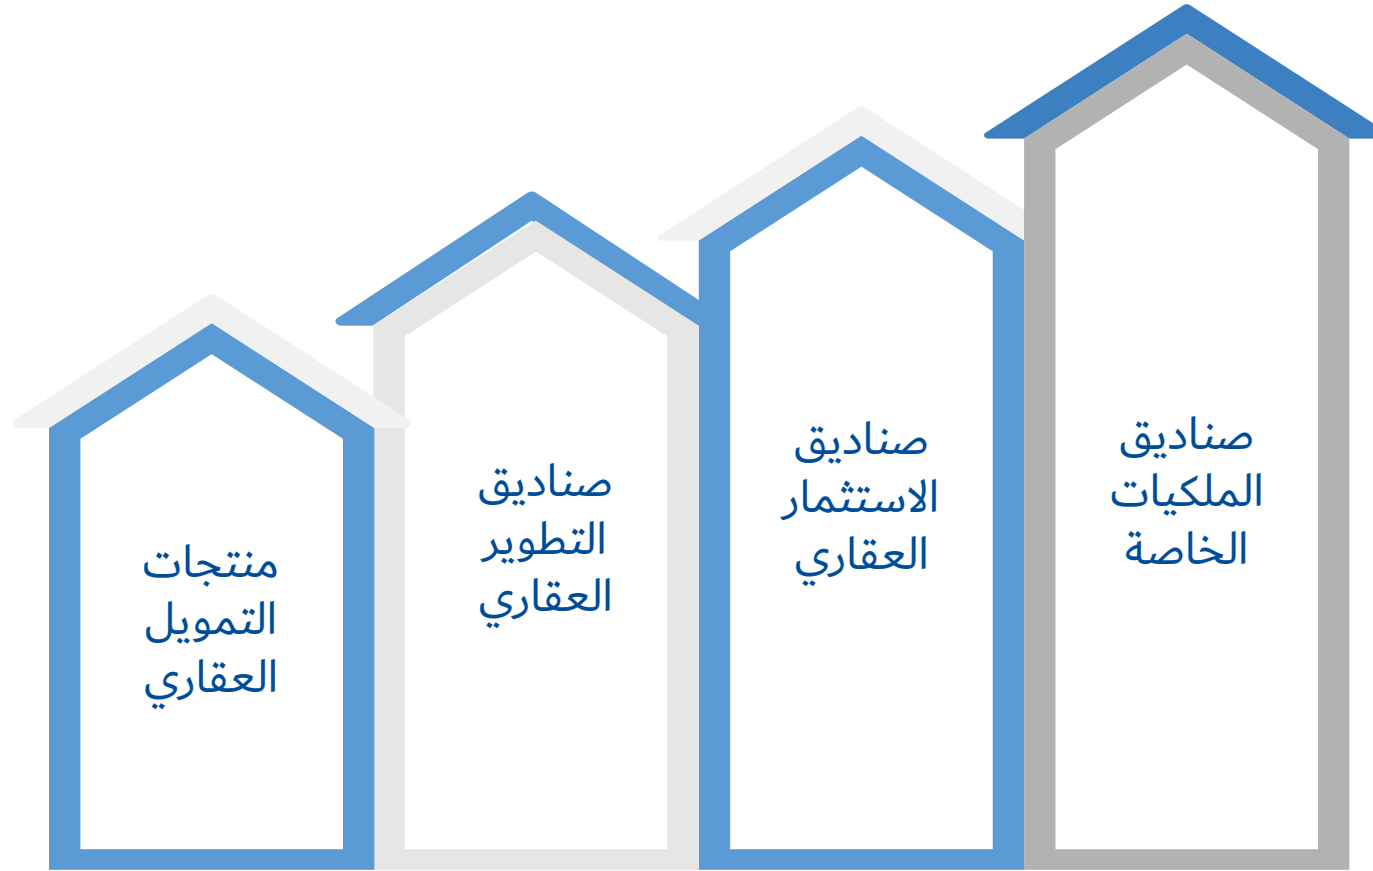 صناديق
الملكيات
الخاصة
صناديق
الاستثمار
العقاري
صناديق
التطوير
العقاري
منتجات
التمويل
العقاري